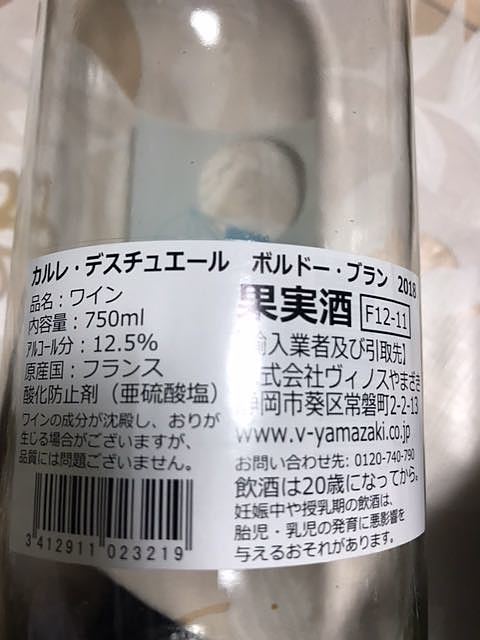 カルレ・デスチュエール ボルドー・ブラン 2018
品名：ワイン
内容量：750ml
アルコール分：12.5%
原産国：フランス
酸化防止剤（亜硫酸塩）
ワインの成分が沈殿し、おりが
生じる場合がございますが、
品質には問題ございません。
3 412911 023219
果実酒 F12-11
輸入業者及び引取先】
株式会社ヴィノスやまざき
静岡市葵区常磐町2-2-13
www.v-yamazaki.co.jp
お問い合わせ先: 0120-740-790
飲酒は20歳になってから。
妊娠中や授乳期の飲酒は、
胎児・乳児の発育に悪影響を
与えるおそれがあります。